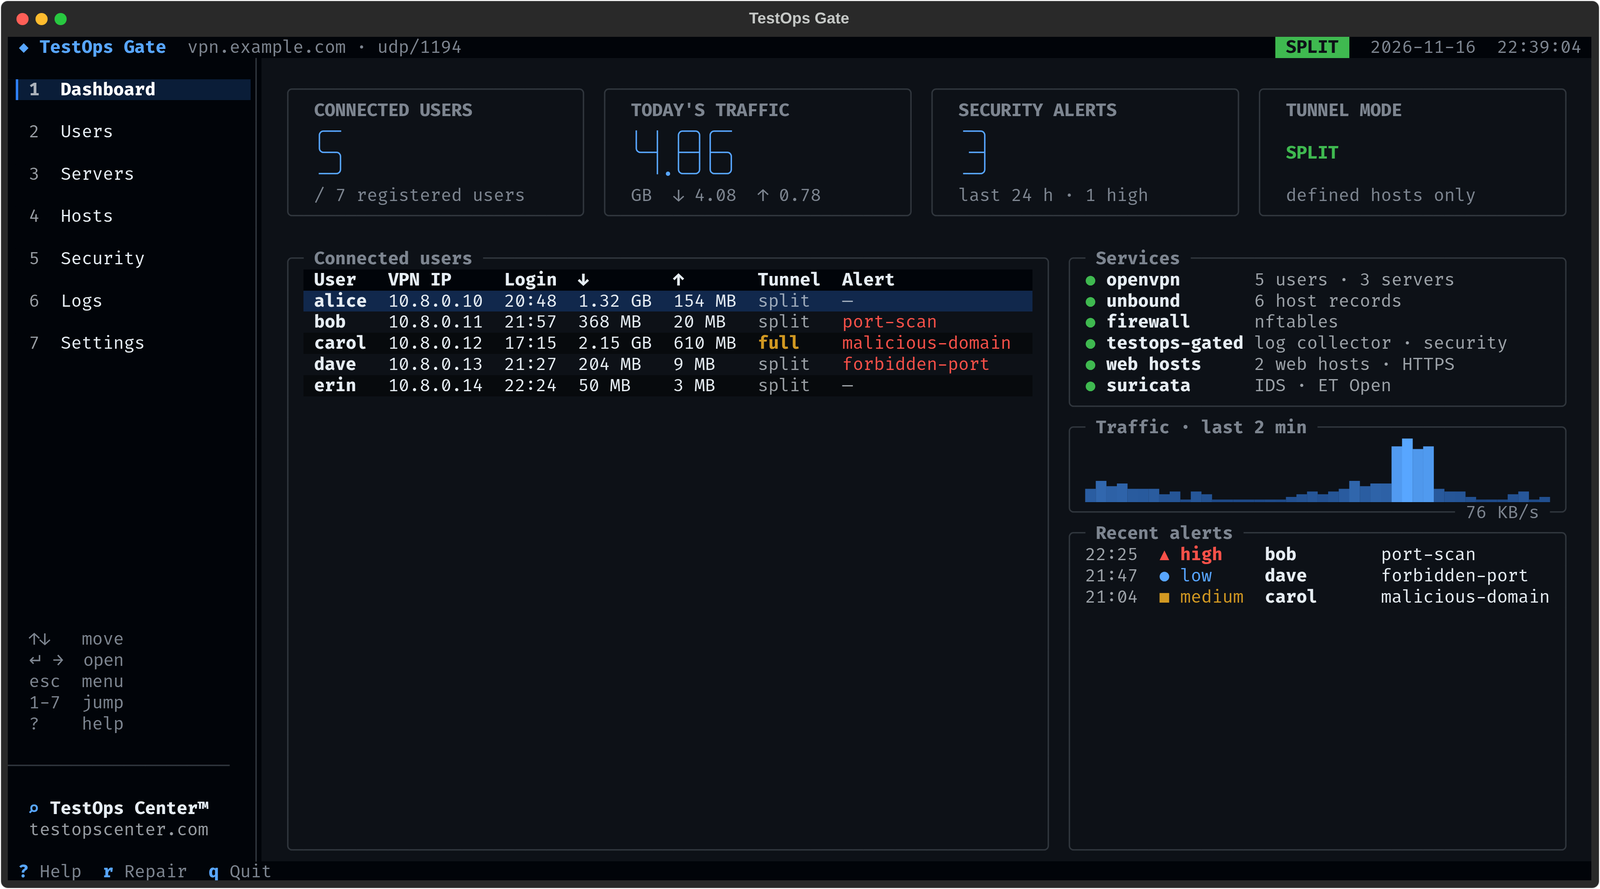 TestOps Gate
◆ TestOps Gate vpn.example.com · udp/1194 SPLIT 2026-11-16 22:39:04
1 Dashboard
2 Users
3 Servers
4 Hosts
5 Security
6 Logs
7 Settings
↑↓ move
↵ → open
esc menu
1-7 jump
? help
⌕ TestOps Center™
testopscenter.com
CONNECTED USERS
5
/ 7 registered users
TODAY'S TRAFFIC
4.86
GB ↓ 4.08 ↑ 0.78
SECURITY ALERTS
3
last 24 h · 1 high
TUNNEL MODE
SPLIT
defined hosts only
Connected users
User VPN IP Login ↓ ↑ Tunnel Alert
alice 10.8.0.10 20:48 1.32 GB 154 MB split —
bob 10.8.0.11 21:57 368 MB 20 MB split port-scan
carol 10.8.0.12 17:15 2.15 GB 610 MB full malicious-domain
dave 10.8.0.13 21:27 204 MB 9 MB split forbidden-port
erin 10.8.0.14 22:24 50 MB 3 MB split —
Services
● openvpn 5 users · 3 servers
● unbound 6 host records
● firewall nftables
● testops-gated log collector · security
● web hosts 2 web hosts · HTTPS
● suricata IDS · ET Open
Traffic · last 2 min
76 KB/s
Recent alerts
22:25 ▲ high bob port-scan
21:47 ● low dave forbidden-port
21:04 ■ medium carol malicious-domain
? Help r Repair q Quit